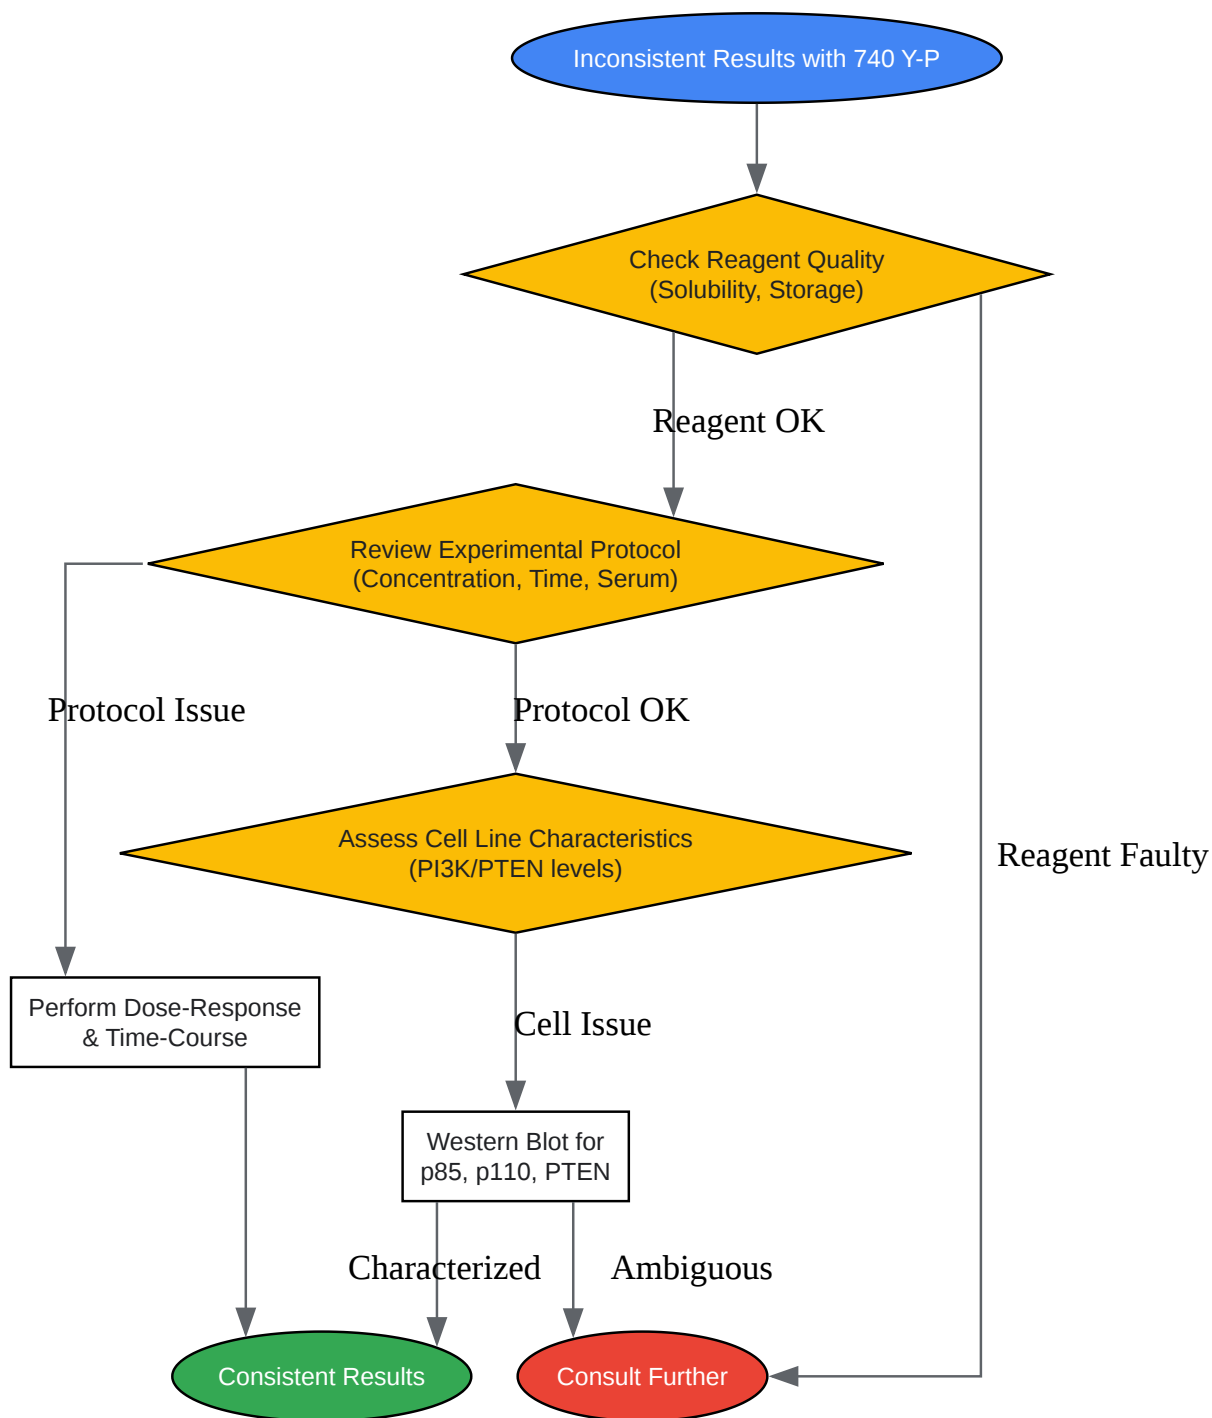 Inconsistent Results with 740 Y-P
Check Reagent Quality
(Solubility, Storage)
Reagent OK
Review Experimental Protocol
(Concentration, Time, Serum)
Protocol Issue
Protocol OK
Assess Cell Line Characteristics
(PI3K/PTEN levels)
Reagent Faulty
Perform Dose-Response
& Time-Course
Cell Issue
Western Blot for
p85, p110, PTEN
Characterized
Ambiguous
Consistent Results
Consult Further